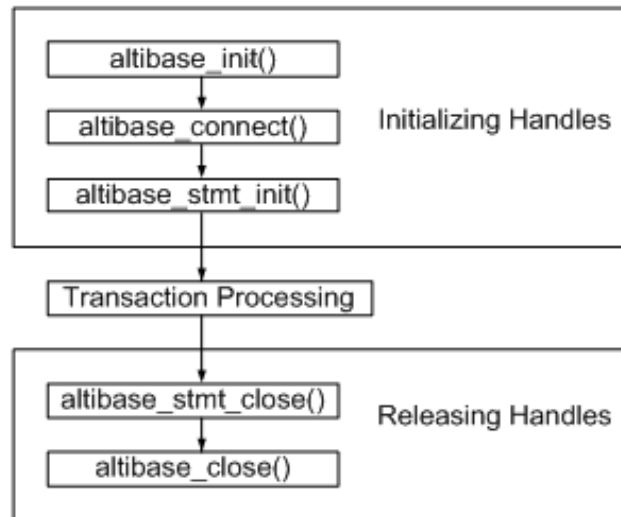 altibase_init()
altibase_connect()
Initializing Handles
altibase_stmt_init()
Transaction Processing
altibase_stmt_close()
Releasing Handles
altibase_close()